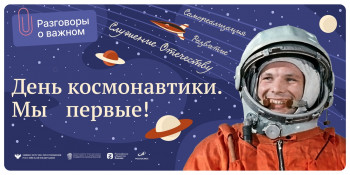 Разговоры
о важном
Самореализация
Развитие
Служение Отечеству
День космонавтики.
Мы первые!